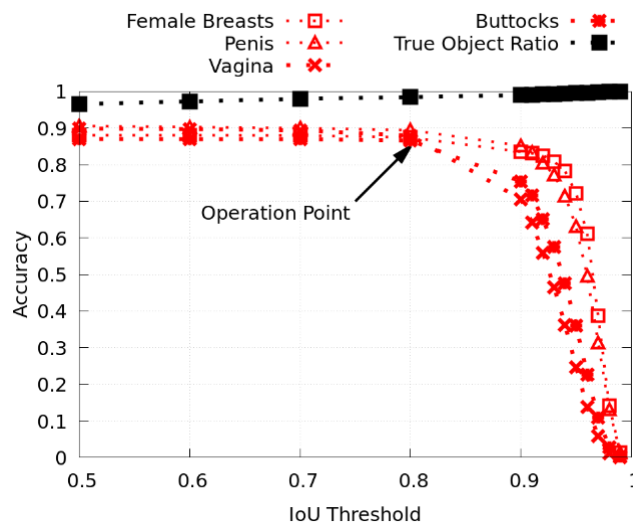 Female Breasts
Buttocks
Penis
True Object Ratio
Vagina
1
0.9
0.8
0.7
0.6
0.5
0.4
0.3
0.2
0.1
0
Accuracy
Operation Point
0.5 0.6 0.7 0.8 0.9 1
IoU Threshold